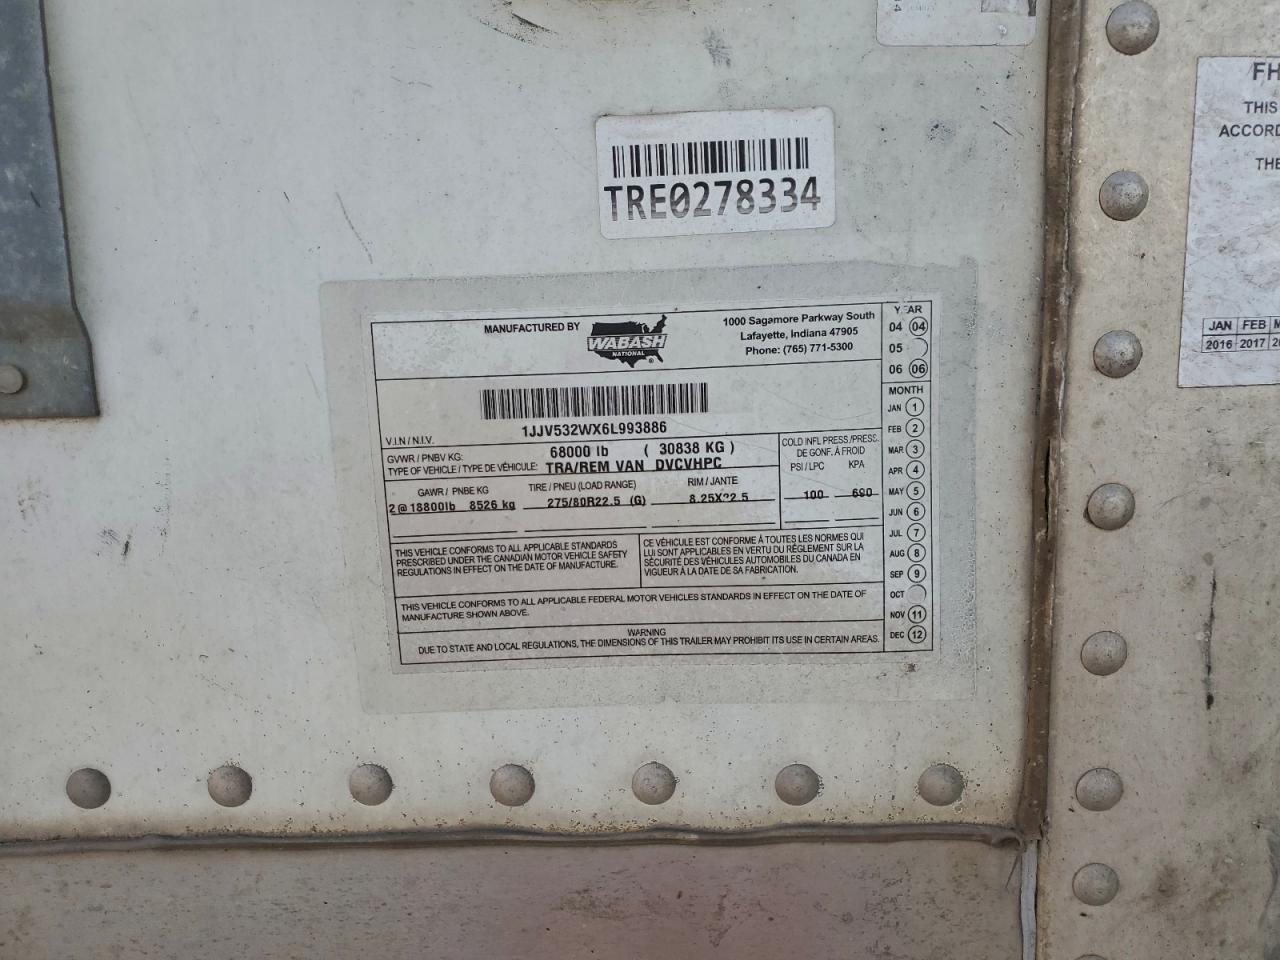 TRE0278334
MANUFACTURED BY
WABASH
NATIONAL ®
1000 Sagamore Parkway South
Lafayette, Indiana 47905
Phone: (765) 771-5300
1JJV532WX6L993886
V.I.N / N.I.V.
GVWR / PNBV KG: 68000 lb ( 30838 KG )
TYPE OF VEHICLE / TYPE DE VÉHICULE: TRA/REM VAN DVCVHPC
COLD INFL PRESS./PRESS.
DE GONF. À FROID
PSI / LPC KPA
GAWR / PNBE KG TIRE / PNEU (LOAD RANGE) RIM / JANTE
2@18800lb 8526 kg 275/80R22.5 (G) 8.25X22.5 100 690
THIS VEHICLE CONFORMS TO ALL APPLICABLE STANDARDS
PRESCRIBED UNDER THE CANADIAN MOTOR VEHICLE SAFETY
REGULATIONS IN EFFECT ON THE DATE OF MANUFACTURE.
CE VÉHICULE EST CONFORME À TOUTES LES NORMES QUI
LUI SONT APPLICABLES EN VERTU DU RÈGLEMENT SUR LA
SÉCURITÉ DES VÉHICULES AUTOMOBILES DU CANADA EN
VIGUEUR À LA DATE DE SA FABRICATION.
THIS VEHICLE CONFORMS TO ALL APPLICABLE FEDERAL MOTOR VEHICLES STANDARDS IN EFFECT ON THE DATE OF
MANUFACTURE SHOWN ABOVE.
WARNING
DUE TO STATE AND LOCAL REGULATIONS, THE DIMENSIONS OF THIS TRAILER MAY PROHIBIT ITS USE IN CERTAIN AREAS.
YEAR
04 04
05
06 06
MONTH
JAN 1
FEB 2
MAR 3
APR 4
MAY 5
JUN 6
JUL 7
AUG 8
SEP 9
OCT
NOV 11
DEC 12
FH
THIS
ACCORD
THE
JAN FEB M
2016 2017 20